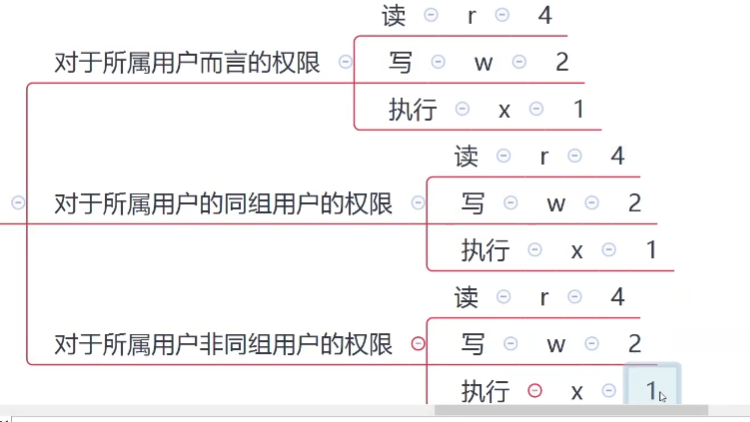 读 r 4
对于所属用户而言的权限 写 w 2
执行 x 1
读 r 4
对于所属用户的同组用户的权限 写 w 2
执行 x 1
读 r 4
对于所属用户非同组用户的权限 写 w 2
执行 x 1